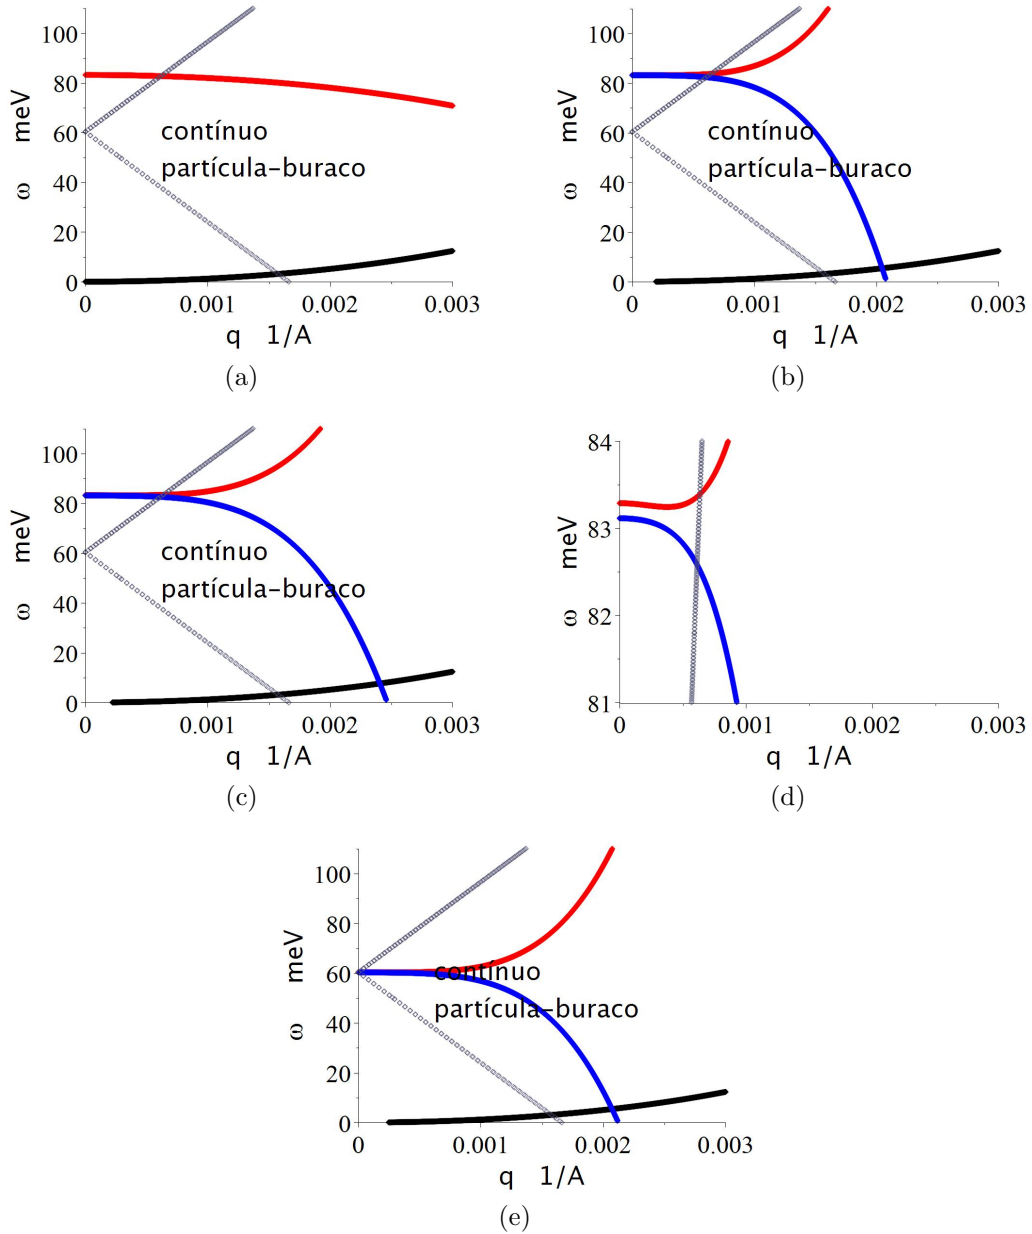 100
80
60
40
20
0
ω meV
contínuo
partícula-buraco
0 0.001 0.002 0.003
q 1/A
(a)
100
80
60
40
20
0
ω meV
contínuo
partícula-buraco
0 0.001 0.002 0.003
q 1/A
(b)
100
80
60
40
20
0
ω meV
contínuo
partícula-buraco
0 0.001 0.002 0.003
q 1/A
(c)
84
83
82
81
ω meV
0 0.001 0.002 0.003
q 1/A
(d)
100
80
60
40
20
0
ω meV
contínuo
partícula-buraco
0 0.001 0.002 0.003
q 1/A
(e)